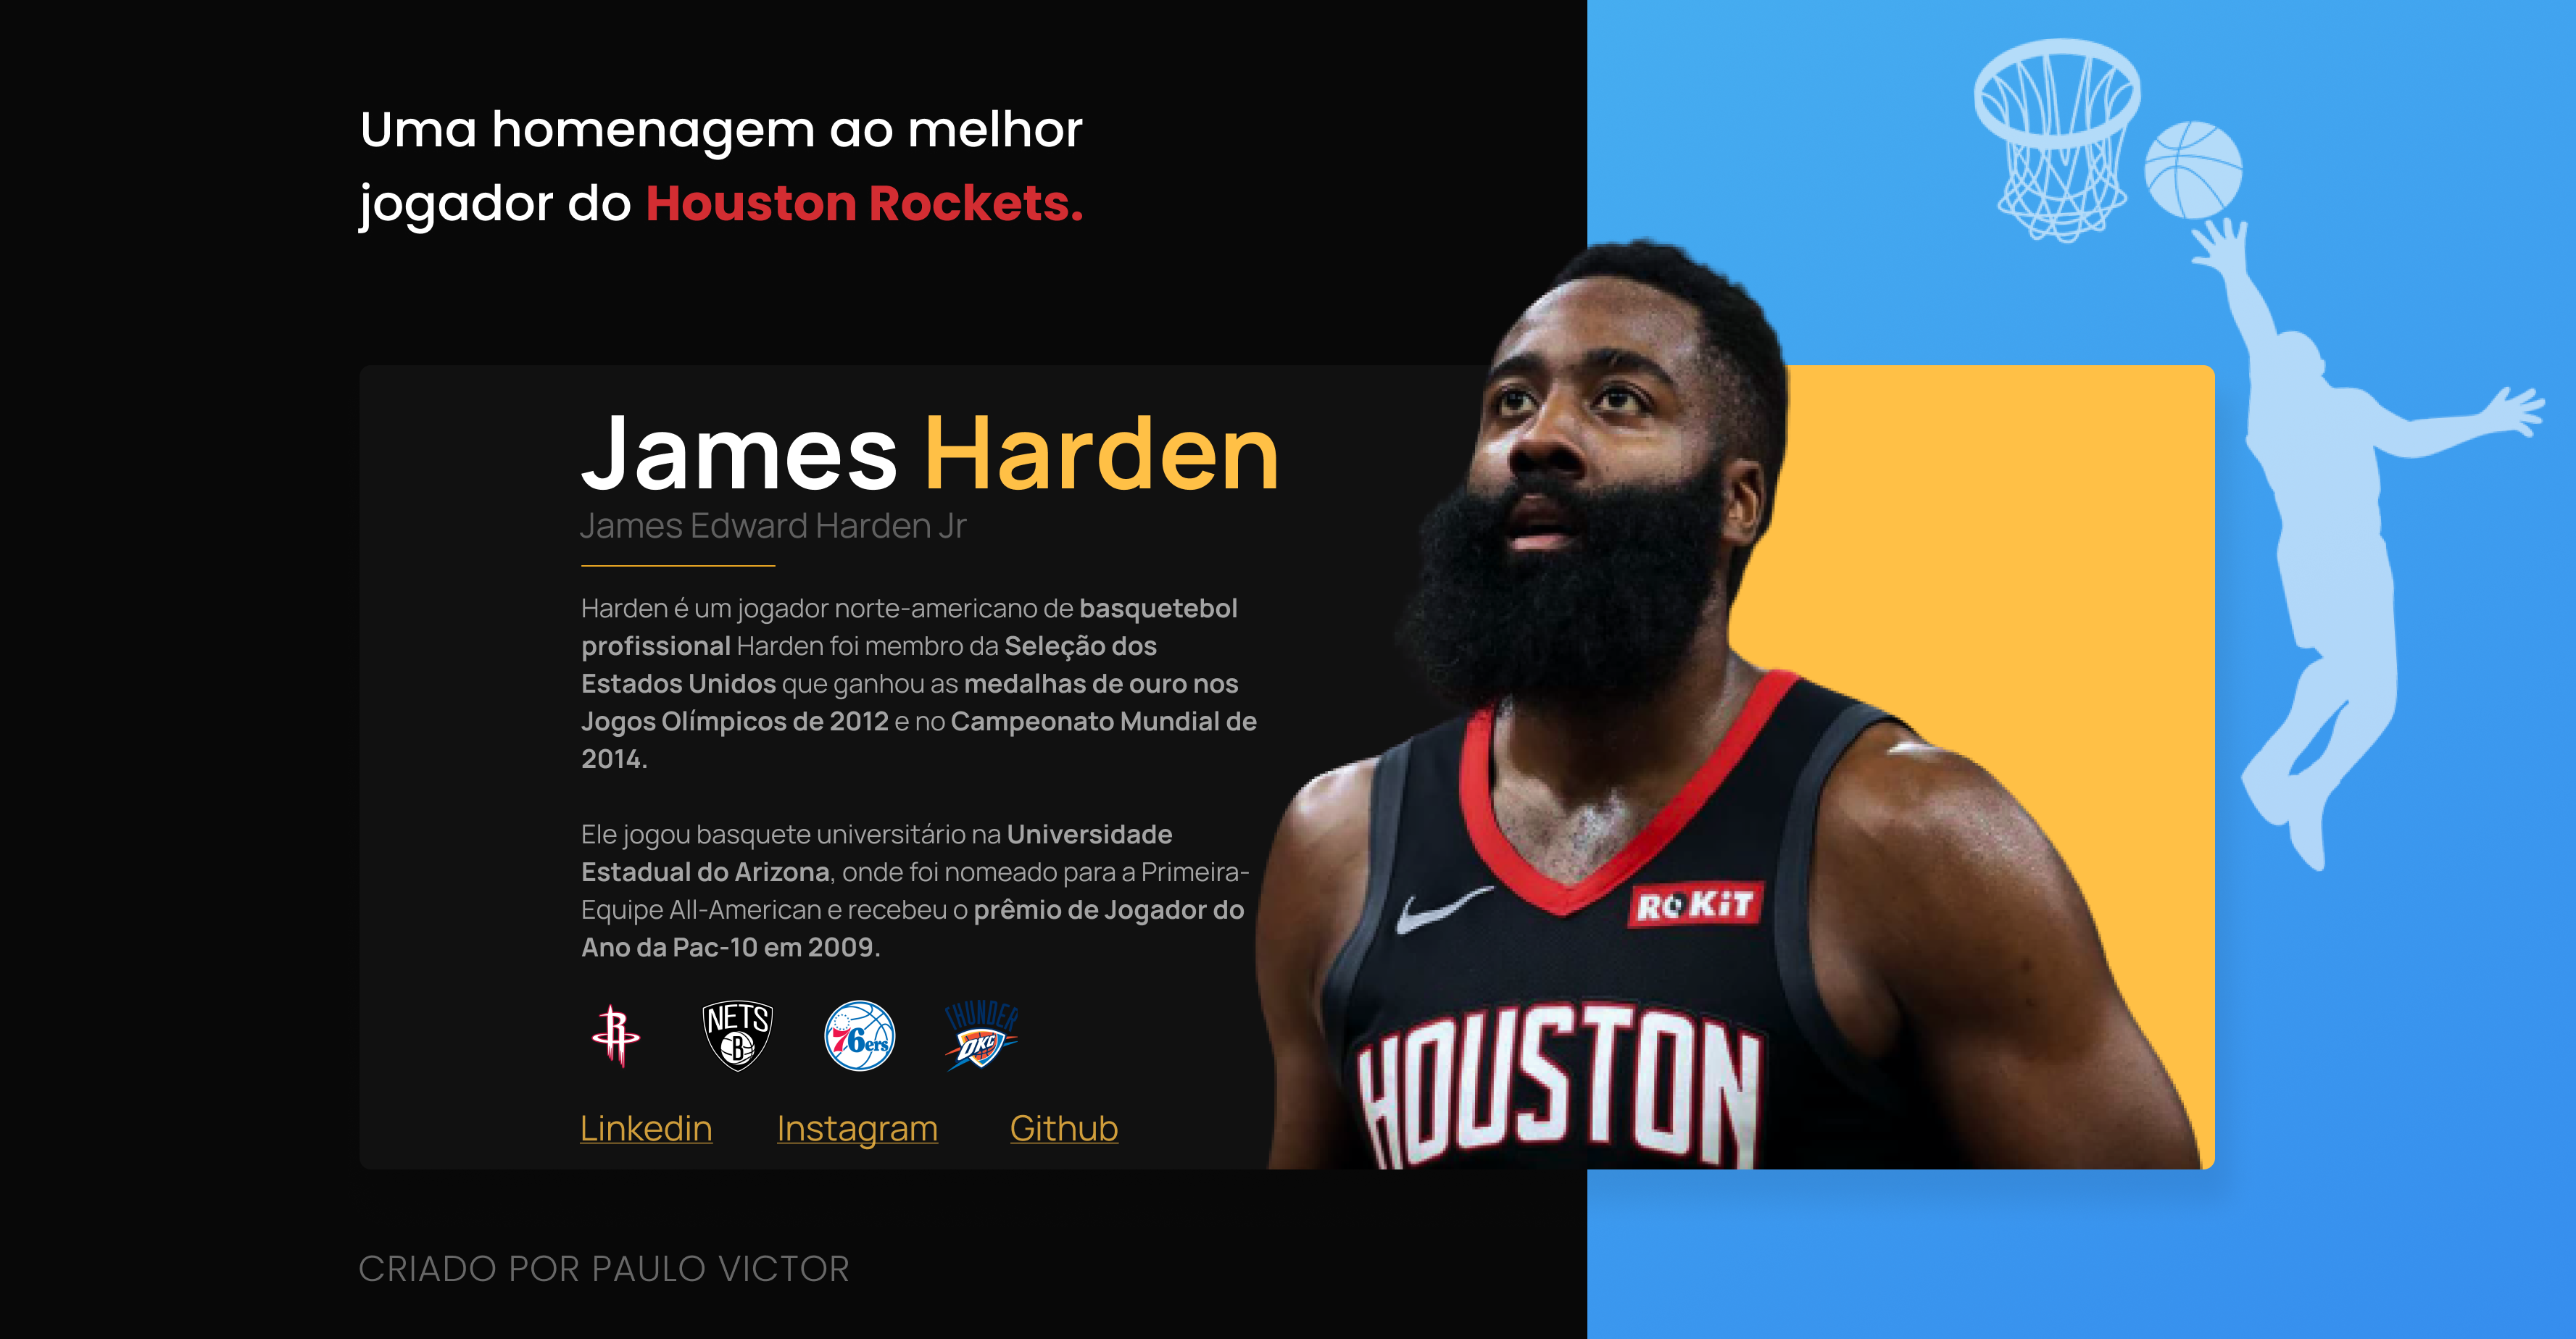 Uma homenagem ao melhor
jogador do Houston Rockets.
James Harden
James Edward Harden Jr
Harden é um jogador norte-americano de basquetebol
profissional Harden foi membro da Seleção dos
Estados Unidos que ganhou as medalhas de ouro nos
Jogos Olímpicos de 2012 e no Campeonato Mundial de
2014.
Ele jogou basquete universitário na Universidade
Estadual do Arizona, onde foi nomeado para a Primeira-
Equipe All-American e recebeu o prêmio de Jogador do
Ano da Pac-10 em 2009.
R
NETS
B
76ers
THUNDER
OKC
Linkedin Instagram Github
ROKiT
HOUSTON
CRIADO POR PAULO VICTOR